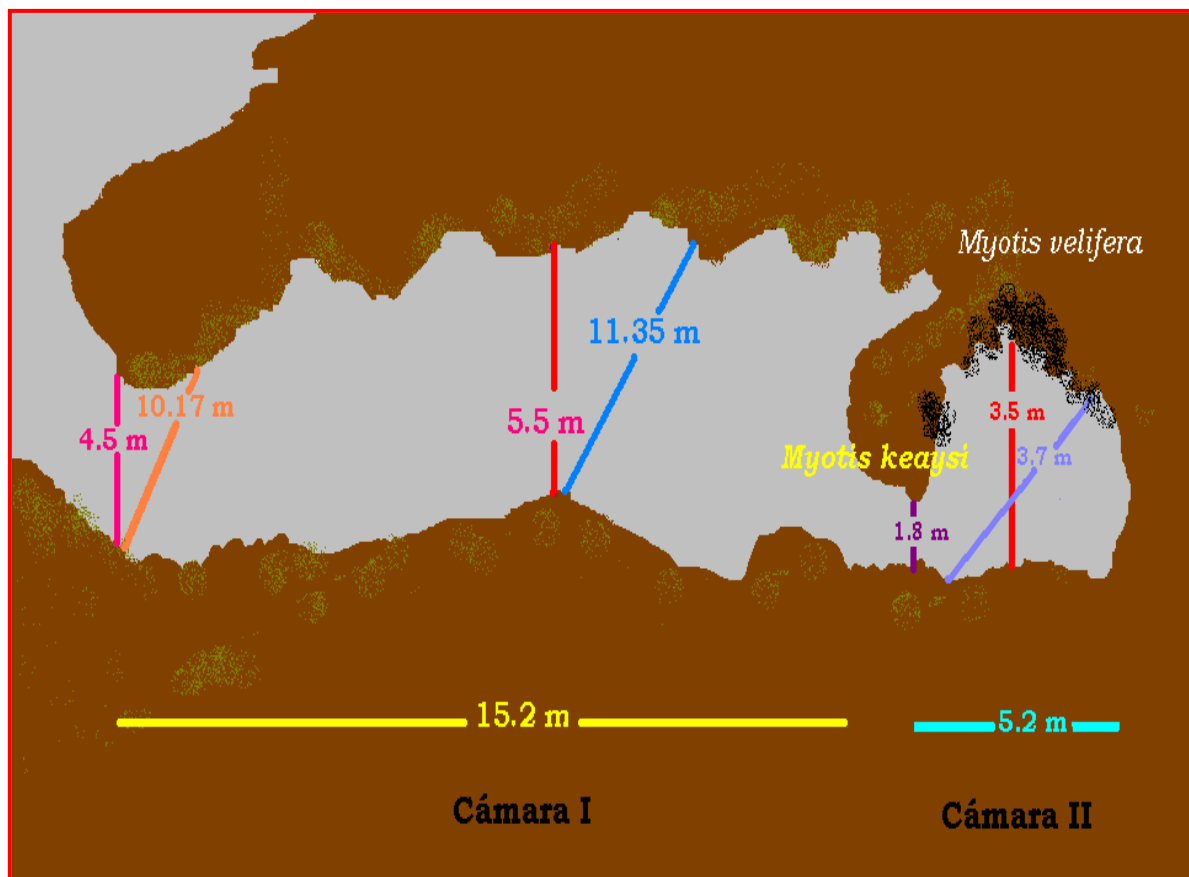 Myotis velifera
11.35 m
10.17 m
3.5 m
5.5 m
4.5 m
Myotis keaysi
3.7 m
1.8 m
15.2 m
5.2 m
Cámara I
Cámara II